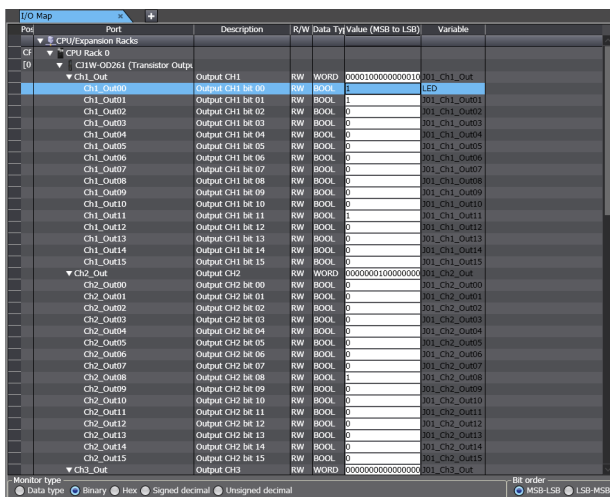 I/O Map × +
Pos Port Description R/W Data Ty Value (MSB to LSB) Variable
▼ CPU/Expansion Racks
CF ▼ CPU Rack 0
[0 ▼ CJ1W-OD261 (Transistor Outpu
▼ Ch1_Out Output CH1 RW WORD 0000100000000010 J01_Ch1_Out
Ch1_Out00 Output CH1 bit 00 RW BOOL 1 LED
Ch1_Out01 Output CH1 bit 01 RW BOOL 1 J01_Ch1_Out01
Ch1_Out02 Output CH1 bit 02 RW BOOL 0 J01_Ch1_Out02
Ch1_Out03 Output CH1 bit 03 RW BOOL 0 J01_Ch1_Out03
Ch1_Out04 Output CH1 bit 04 RW BOOL 0 J01_Ch1_Out04
Ch1_Out05 Output CH1 bit 05 RW BOOL 0 J01_Ch1_Out05
Ch1_Out06 Output CH1 bit 06 RW BOOL 0 J01_Ch1_Out06
Ch1_Out07 Output CH1 bit 07 RW BOOL 0 J01_Ch1_Out07
Ch1_Out08 Output CH1 bit 08 RW BOOL 0 J01_Ch1_Out08
Ch1_Out09 Output CH1 bit 09 RW BOOL 0 J01_Ch1_Out09
Ch1_Out10 Output CH1 bit 10 RW BOOL 0 J01_Ch1_Out10
Ch1_Out11 Output CH1 bit 11 RW BOOL 1 J01_Ch1_Out11
Ch1_Out12 Output CH1 bit 12 RW BOOL 0 J01_Ch1_Out12
Ch1_Out13 Output CH1 bit 13 RW BOOL 0 J01_Ch1_Out13
Ch1_Out14 Output CH1 bit 14 RW BOOL 0 J01_Ch1_Out14
Ch1_Out15 Output CH1 bit 15 RW BOOL 0 J01_Ch1_Out15
▼ Ch2_Out Output CH2 RW WORD 0000000100000000 J01_Ch2_Out
Ch2_Out00 Output CH2 bit 00 RW BOOL 0 J01_Ch2_Out00
Ch2_Out01 Output CH2 bit 01 RW BOOL 0 J01_Ch2_Out01
Ch2_Out02 Output CH2 bit 02 RW BOOL 0 J01_Ch2_Out02
Ch2_Out03 Output CH2 bit 03 RW BOOL 0 J01_Ch2_Out03
Ch2_Out04 Output CH2 bit 04 RW BOOL 0 J01_Ch2_Out04
Ch2_Out05 Output CH2 bit 05 RW BOOL 0 J01_Ch2_Out05
Ch2_Out06 Output CH2 bit 06 RW BOOL 0 J01_Ch2_Out06
Ch2_Out07 Output CH2 bit 07 RW BOOL 0 J01_Ch2_Out07
Ch2_Out08 Output CH2 bit 08 RW BOOL 1 J01_Ch2_Out08
Ch2_Out09 Output CH2 bit 09 RW BOOL 0 J01_Ch2_Out09
Ch2_Out10 Output CH2 bit 10 RW BOOL 0 J01_Ch2_Out10
Ch2_Out11 Output CH2 bit 11 RW BOOL 0 J01_Ch2_Out11
Ch2_Out12 Output CH2 bit 12 RW BOOL 0 J01_Ch2_Out12
Ch2_Out13 Output CH2 bit 13 RW BOOL 0 J01_Ch2_Out13
Ch2_Out14 Output CH2 bit 14 RW BOOL 0 J01_Ch2_Out14
Ch2_Out15 Output CH2 bit 15 RW BOOL 0 J01_Ch2_Out15
▼ Ch3_Out Output CH3 RW WORD 0000000000000000 J01_Ch3_Out
Monitor type Bit order
Data type Binary Hex Signed decimal Unsigned decimal MSB-LSB LSB-MSB